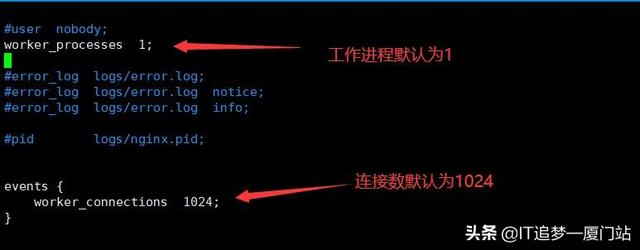 #user  nobody;
worker_processes  1;
工作进程默认为1
#error_log  logs/error.log;
#error_log  logs/error.log  notice;
#error_log  logs/error.log  info;
#pid        logs/nginx.pid;
events {
连接数默认为1024
    worker_connections  1024;
}
头条 @IT追梦一厦门站